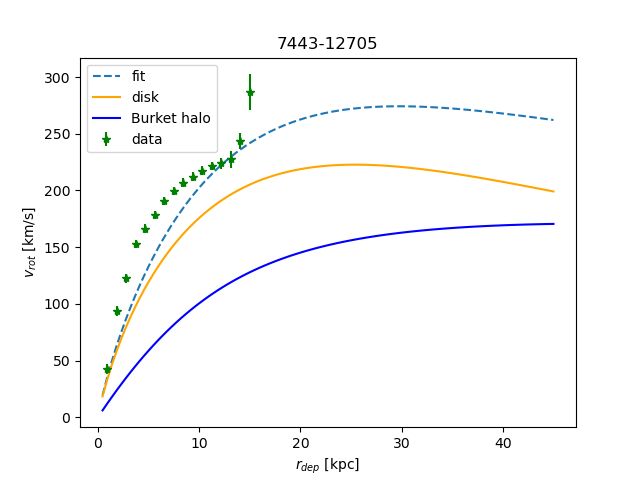 7443-12705
fit
disk
Burket halo
data
300
250
200
150
100
50
0
v_rot [km/s]
0 10 20 30 40
r_dep [kpc]